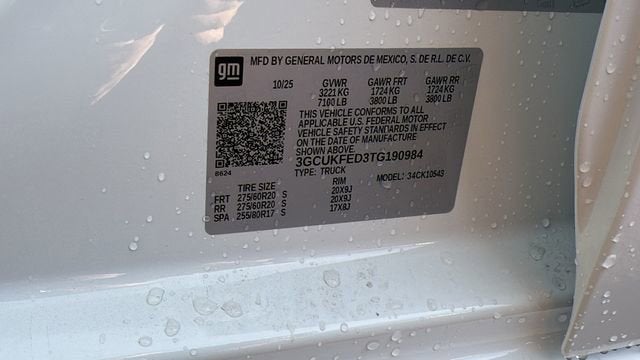 gm
MFD BY GENERAL MOTORS DE MEXICO, S. DE R.L. DE C.V.
10/25 GVWR GAWR FRT GAWR RR
3221 KG 1724 KG 1724 KG
7100 LB 3800 LB 3800 LB
THIS VEHICLE CONFORMS TO ALL
APPLICABLE U.S. FEDERAL MOTOR
VEHICLE SAFETY STANDARDS IN EFFECT
ON THE DATE OF MANUFACTURE
SHOWN ABOVE.
3GCUKFED3TG190984
8624 TYPE: TRUCK MODEL: 34CK10543
TIRE SIZE RIM
FRT 275/60R20 S 20X9J
RR 275/60R20 S 20X9J
SPA 255/80R17 S 17X8J